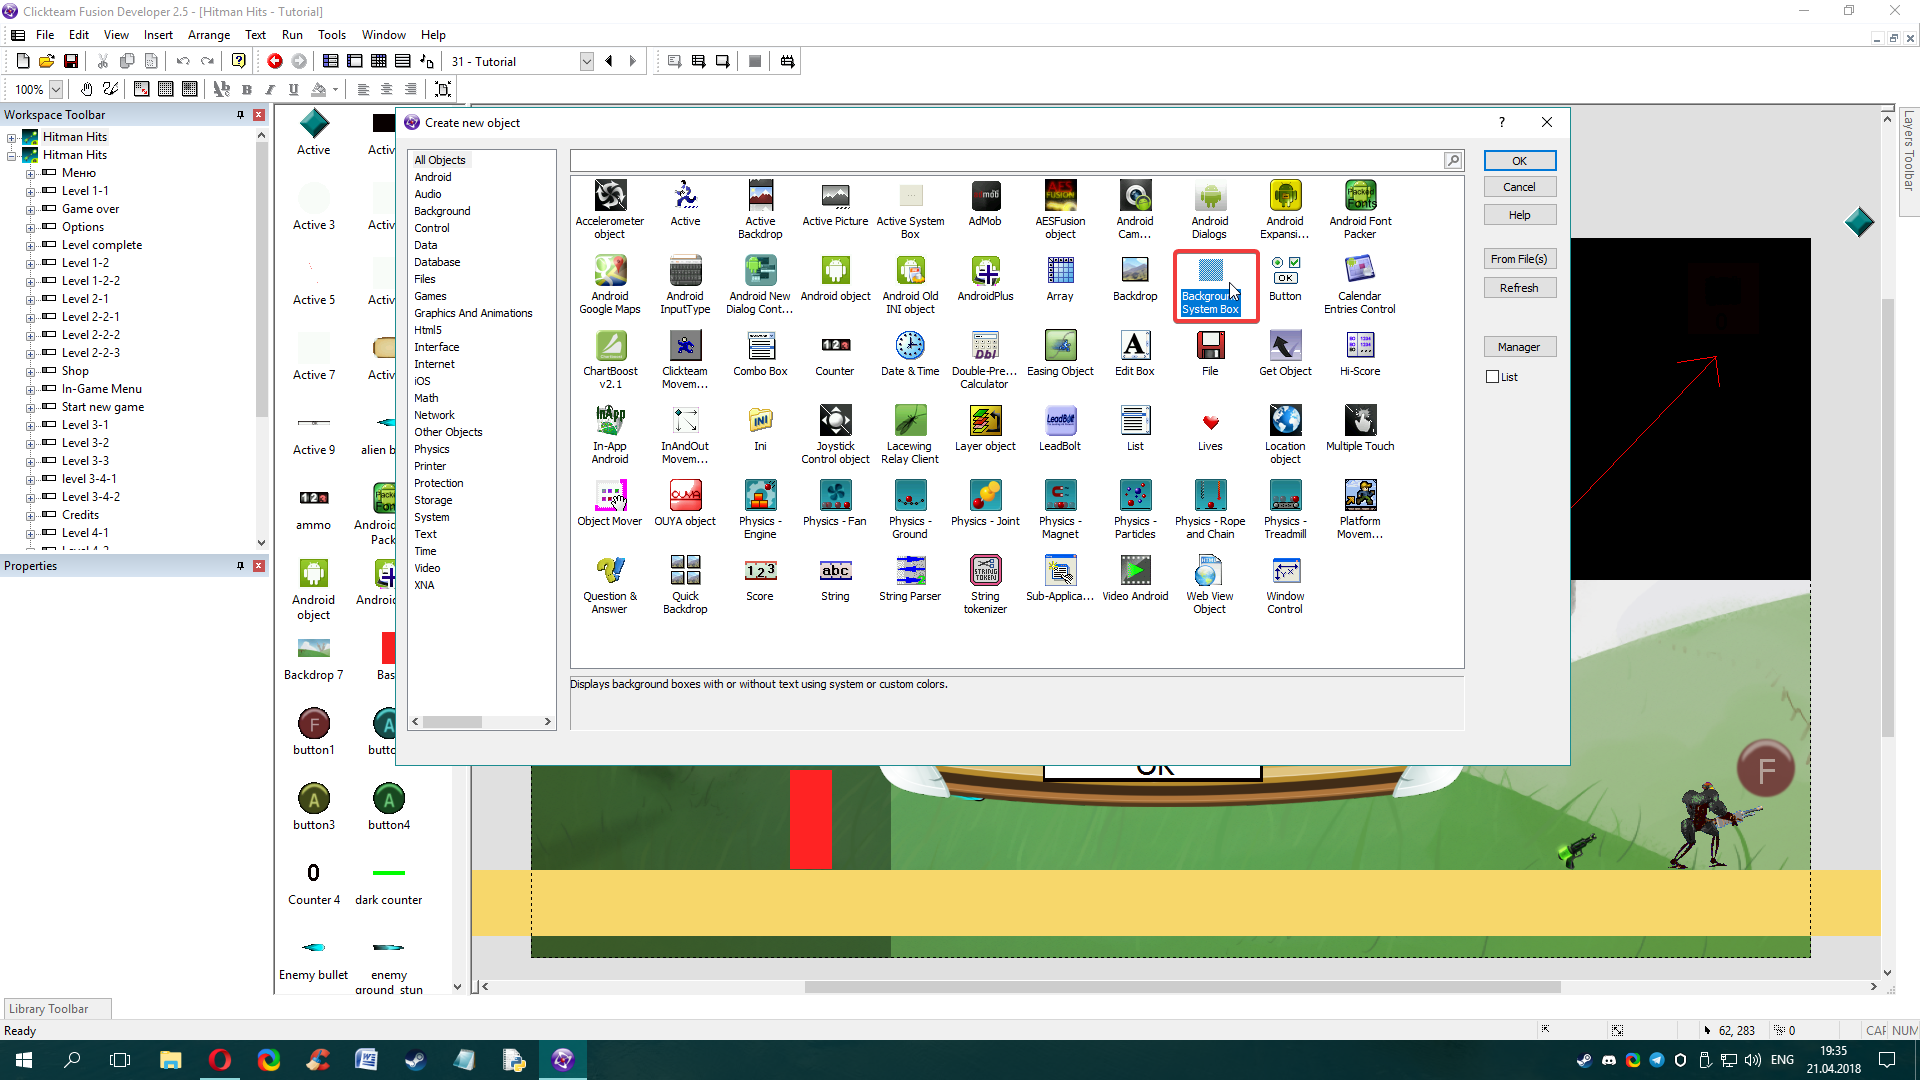 Clickteam Fusion Developer 2.5 - [Hitman Hits - Tutorial]
File Edit View Insert Arrange Text Run Tools Window Help
31 - Tutorial
100%
Workspace Toolbar
Hitman Hits
Hitman Hits
Меню
Level 1-1
Game over
Options
Level complete
Level 1-2
Level 1-2-2
Level 2-1
Level 2-2-1
Level 2-2-2
Level 2-2-3
Shop
In-Game Menu
Start new game
Level 3-1
Level 3-2
Level 3-3
level 3-4-1
Level 3-4-2
Credits
Level 4-1
Properties
Library Toolbar
Ready
Active
Active 3
Active 5
Active 7
Active 9
alien b
ammo
Android
Pack
Android
object
Android
Backdrop 7
Bas
F
A
button1
butto
A
A
button3
button4
0
Counter 4
dark counter
Enemy bullet
enemy
ground_stun
Create new object
?
All Objects
Android
Audio
Background
Control
Data
Database
Files
Games
Graphics And Animations
Html5
Interface
Internet
iOS
Math
Network
Other Objects
Physics
Printer
Protection
Storage
System
Text
Time
Video
XNA
Accelerometer
object
Active
Active
Backdrop
Active Picture
Active System
Box
AdMob
AESFusion
object
Android
Cam...
Android
Dialogs
Android
Expansi...
Android Font
Packer
Android
Google Maps
Android
InputType
Android New
Dialog Cont...
Android object
Android Old
INI object
AndroidPlus
Array
Backdrop
Background
System Box
Button
Calendar
Entries Control
ChartBoost
v2.1
Clickteam
Movem...
Combo Box
Counter
Date & Time
Double-Pre...
Calculator
Easing Object
Edit Box
File
Get Object
Hi-Score
In-App
Android
InAndOut
Movem...
Ini
Joystick
Control object
Lacewing
Relay Client
Layer object
LeadBolt
List
Lives
Location
object
Multiple Touch
Object Mover
OUYA object
Physics -
Engine
Physics - Fan
Physics -
Ground
Physics - Joint
Physics -
Magnet
Physics -
Particles
Physics - Rope
and Chain
Physics -
Treadmill
Platform
Movem...
Question &
Answer
Quick
Backdrop
Score
String
String Parser
String
tokenizer
Sub-Applica...
Video Android
Web View
Object
Window
Control
Displays background boxes with or without text using system or custom colors.
OK
Cancel
Help
From File(s)
Refresh
Manager
List
Layers Toolbar
OK
F
62, 283
0
CAP NUM
ENG
19:35
21.04.2018